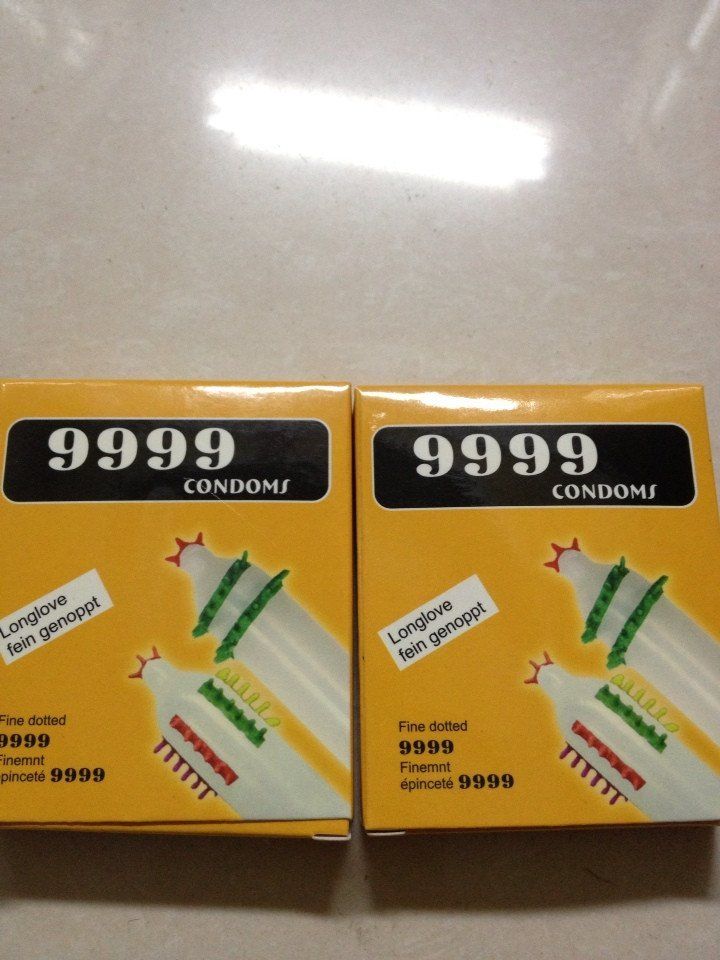 9999
CONDOMS
Longlove
fein genoppt
Fine dotted
9999
Finemnt
épinceté 9999
9999
CONDOMS
Longlove
fein genoppt
Fine dotted
9999
Finemnt
épinceté 9999